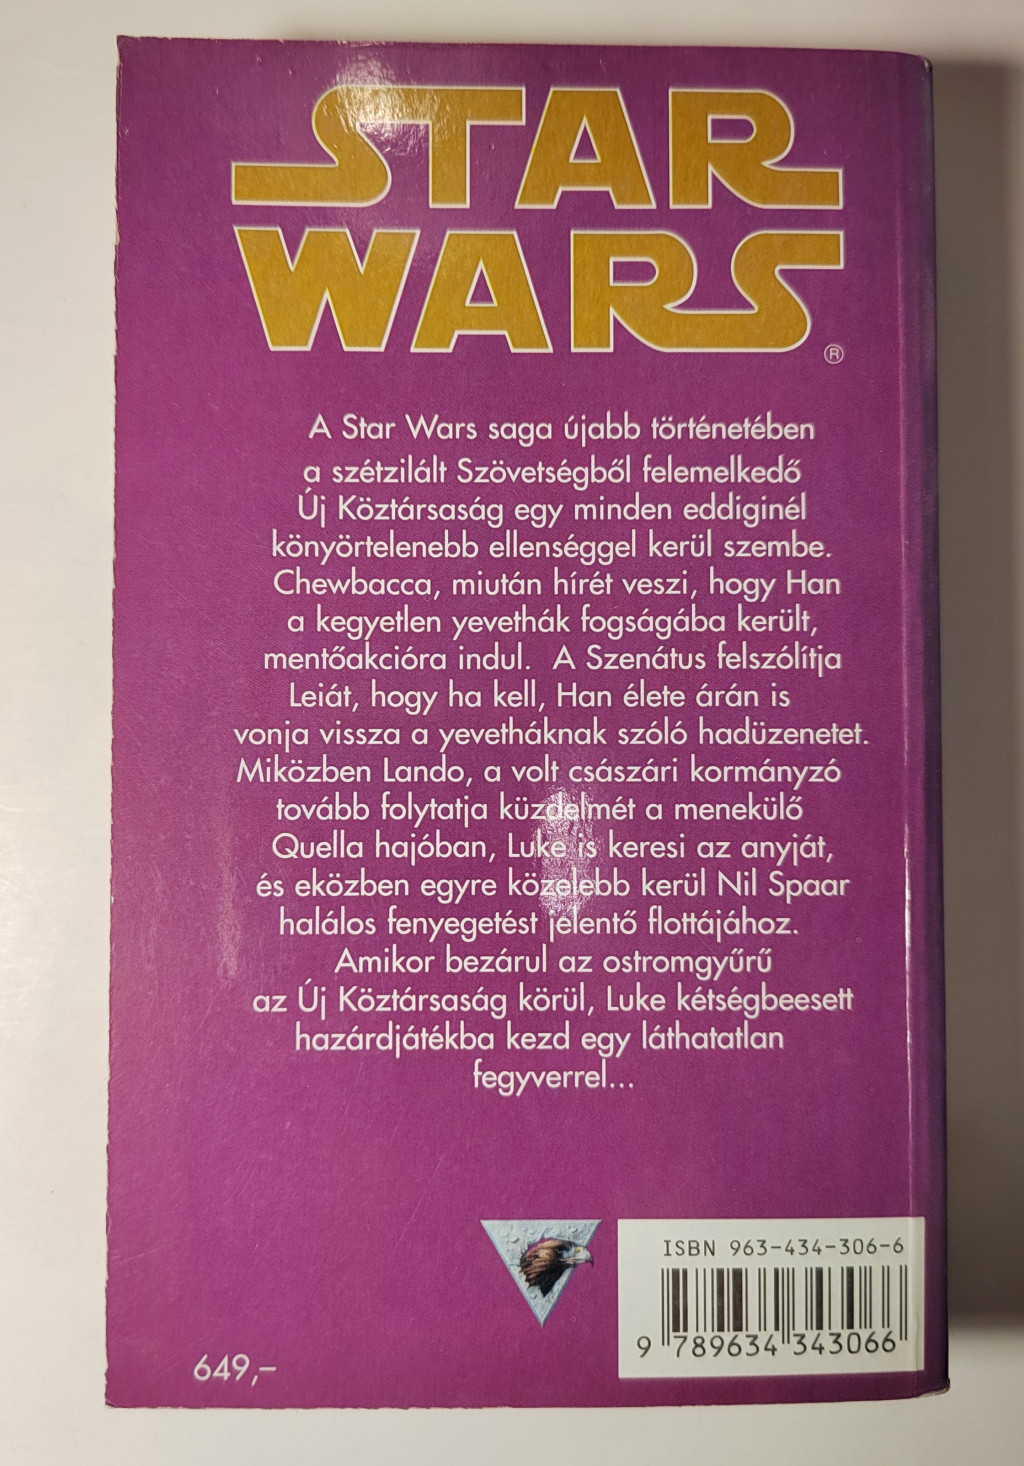 STAR
WARS®
A Star Wars saga újabb történetében
a szétzilált Szövetségből felemelkedő
Új Köztársaság egy minden eddiginél
könyörtelenebb ellenséggel kerül szembe.
Chewbacca, miután hírét veszi, hogy Han
a kegyetlen yevethák fogságába került,
mentőakcióra indul. A Szenátus felszólítja
Leiát, hogy ha kell, Han élete árán is
vonja vissza a yevetháknak szóló hadüzenetet.
Miközben Lando, a volt császári kormányzó
tovább folytatja küzdelmét a menekülő
Quella hajóban, Luke is keresi az anyját,
és eközben egyre közelebb kerül Nil Spaar
halálos fenyegetést jelentő flottájához.
Amikor bezárul az ostromgyűrű
az Új Köztársaság körül, Luke kétségbeesett
hazárdjátékba kezd egy láthatatlan
fegyverrel...
ISBN 963-434-306-6
9 789634 343066
649,-